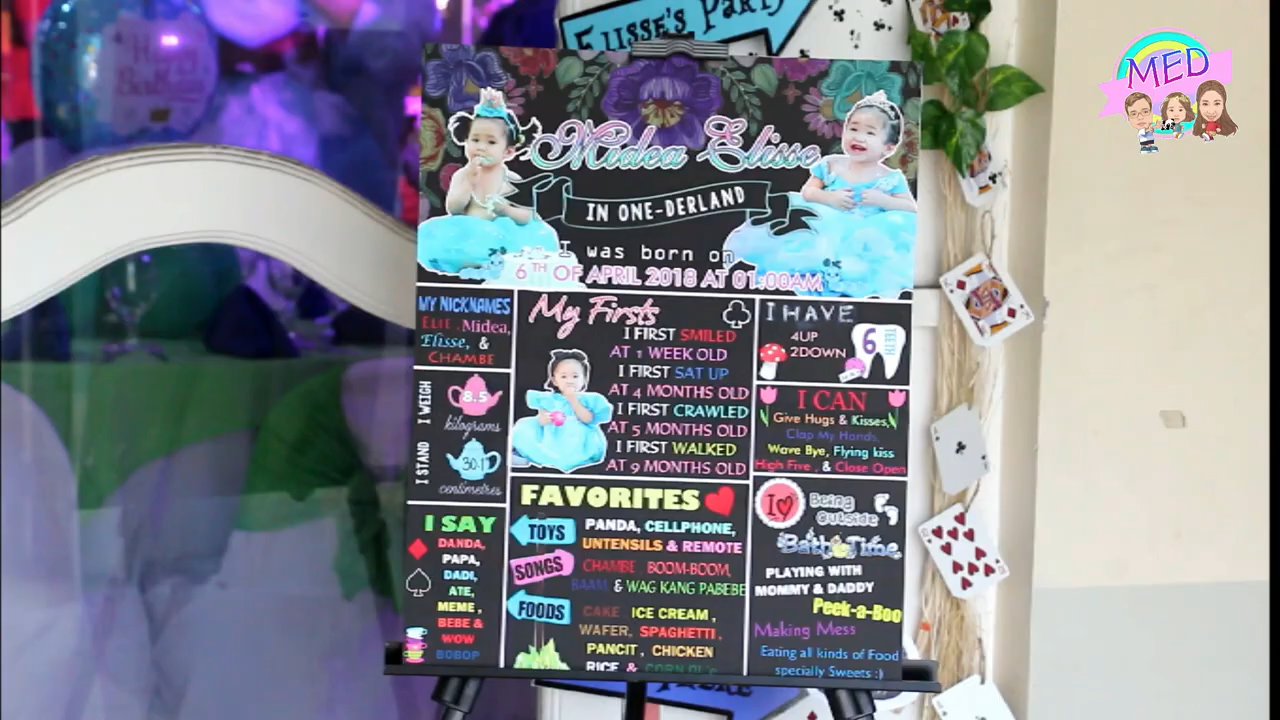 ELISSE'S PARTY
MED
Midea Elisse
IN ONE-DERLAND
I was born on
6TH OF APRIL 2018 AT 01:00AM
MY NICKNAMES
ELIE, Midea,
Elisse, &
CHAMBE
I WEIGH
8.5
kilograms
I STAND
30.1
centimetres
I SAY
DANDA,
PAPA,
DADI,
ATE,
MEME,
BEBE &
WOW
BOBOP
My Firsts
I FIRST SMILED
AT 1 WEEK OLD
I FIRST SAT UP
AT 4 MONTHS OLD
I FIRST CRAWLED
AT 5 MONTHS OLD
I FIRST WALKED
AT 9 MONTHS OLD
FAVORITES
TOYS
PANDA, CELLPHONE,
UNTENSILS & REMOTE
SONGS
CHAMBE BOOM-BOOM,
BAAM & WAG KANG PABEBE
FOODS
CAKE ICE CREAM,
WAFER, SPAGHETTI,
PANCIT, CHICKEN
RICE &
I HAVE
4UP
2DOWN
6
TEETH
I CAN
Give Hugs & Kisses,
Clap My Hands,
Wave Bye, Flying kiss
High Five, & Close Open
I
Being
Outside
Bath Time
PLAYING WITH
MOMMY & DADDY
Peek-a-Boo
Making Mess
Eating all kinds of Food
specially Sweets :)